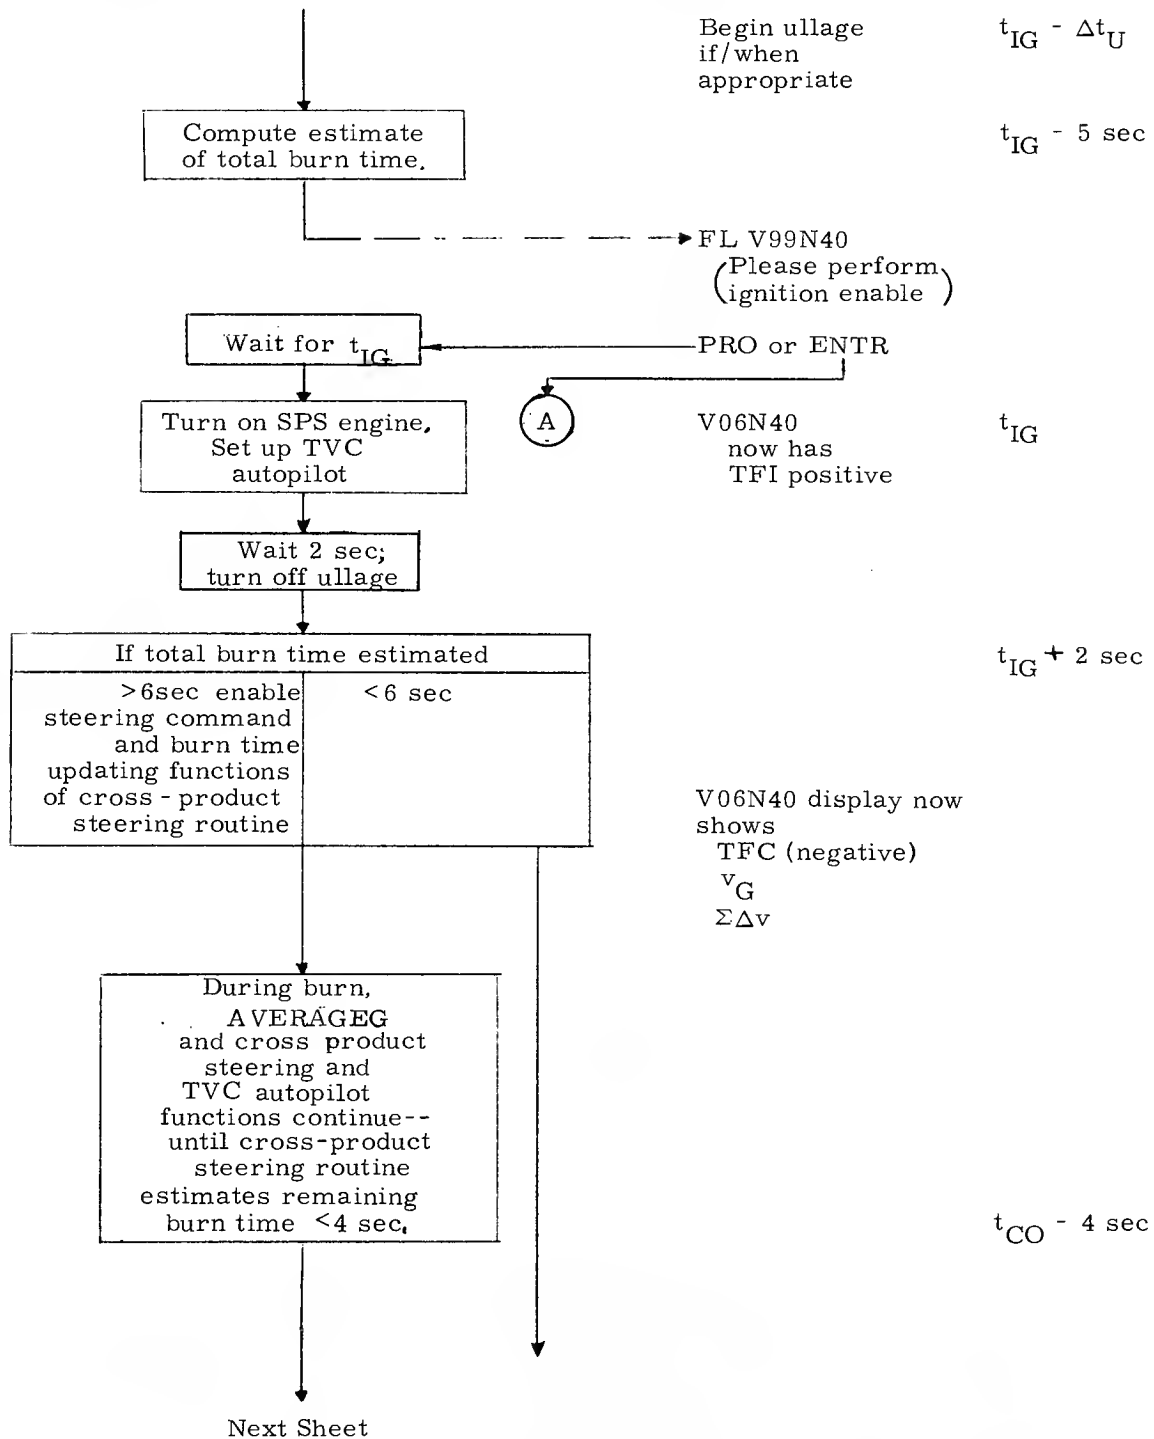 Begin ullage
if/when
appropriate
t_IG - Δt_U
Compute estimate
of total burn time.
t_IG - 5 sec
FL V99N40
(Please perform
ignition enable)
Wait for t_IG
PRO or ENTR
A
Turn on SPS engine.
Set up TVC
autopilot
V06N40
now has
TFI positive
t_IG
Wait 2 sec;
turn off ullage
If total burn time estimated
t_IG + 2 sec
>6sec enable
steering command
and burn time
updating functions
of cross-product
steering routine
<6 sec
V06N40 display now
shows
TFC (negative)
v_G
ΣΔv
During burn,
AVERAGEG
and cross product
steering and
TVC autopilot
functions continue--
until cross-product
steering routine
estimates remaining
burn time <4 sec.
t_CO - 4 sec
Next Sheet